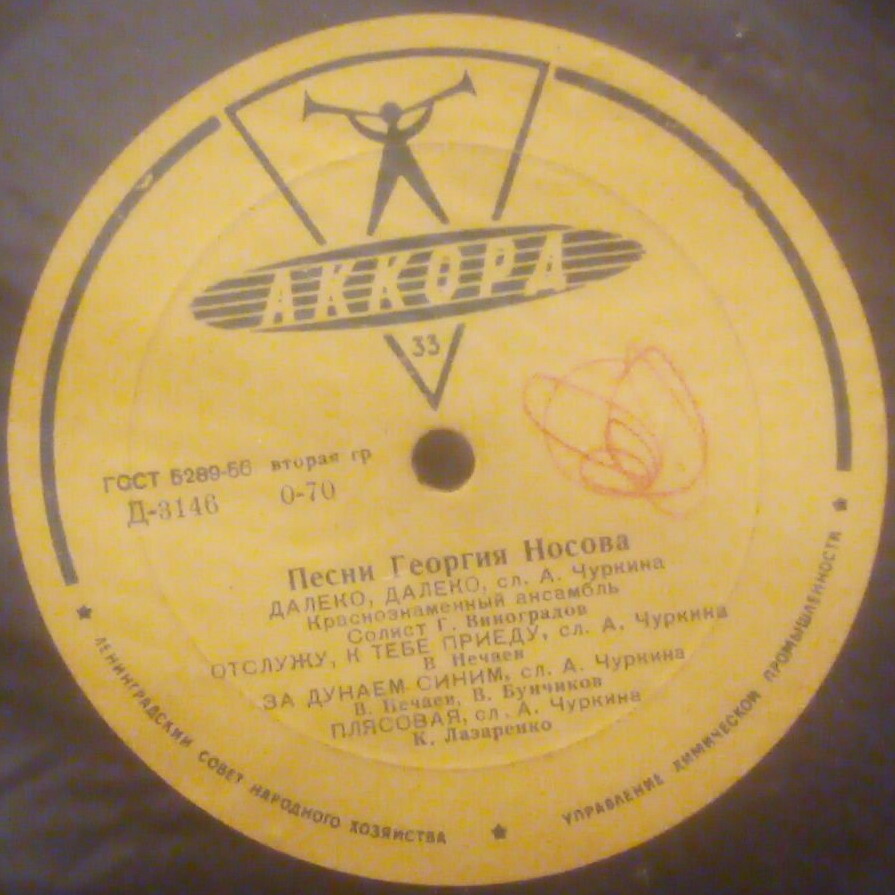 АККОРД
33
ГОСТ 5289-56 вторая гр
Д-3146 0-70
Песни Георгия Носова
ДАЛЕКО, ДАЛЕКО, сл. А. Чуркина
Краснознаменный ансамбль
Солист Г. Виноградов
ОТСЛУЖУ, К ТЕБЕ ПРИЕДУ, сл. А. Чуркина
В Нечаев
ЗА ДУНАЕМ СИНИМ, сл. А. Чуркина
В. Нечаев, В. Бунчиков
ПЛЯСОВАЯ, сл. А. Чуркина
К. Лазаренко
ЛЕНИНГРАДСКИЙ СОВЕТ НАРОДНОГО ХОЗЯЙСТВА
УПРАВЛЕНИЕ ХИМИЧЕСКОЙ ПРОМЫШЛЕННОСТИ